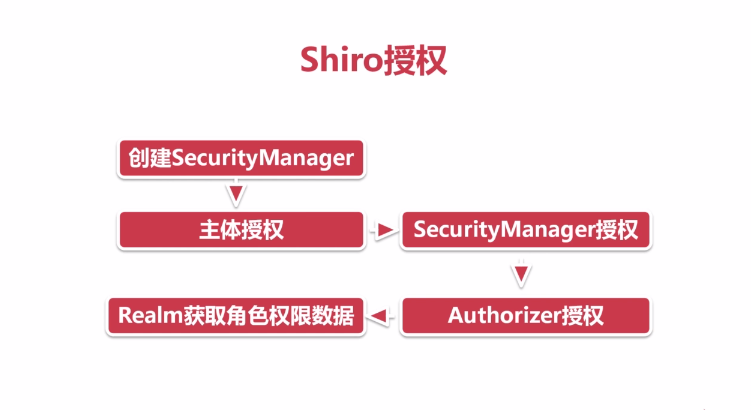 Shiro授权
创建SecurityManager
主体授权
SecurityManager授权
Authorizer授权
Realm获取角色权限数据